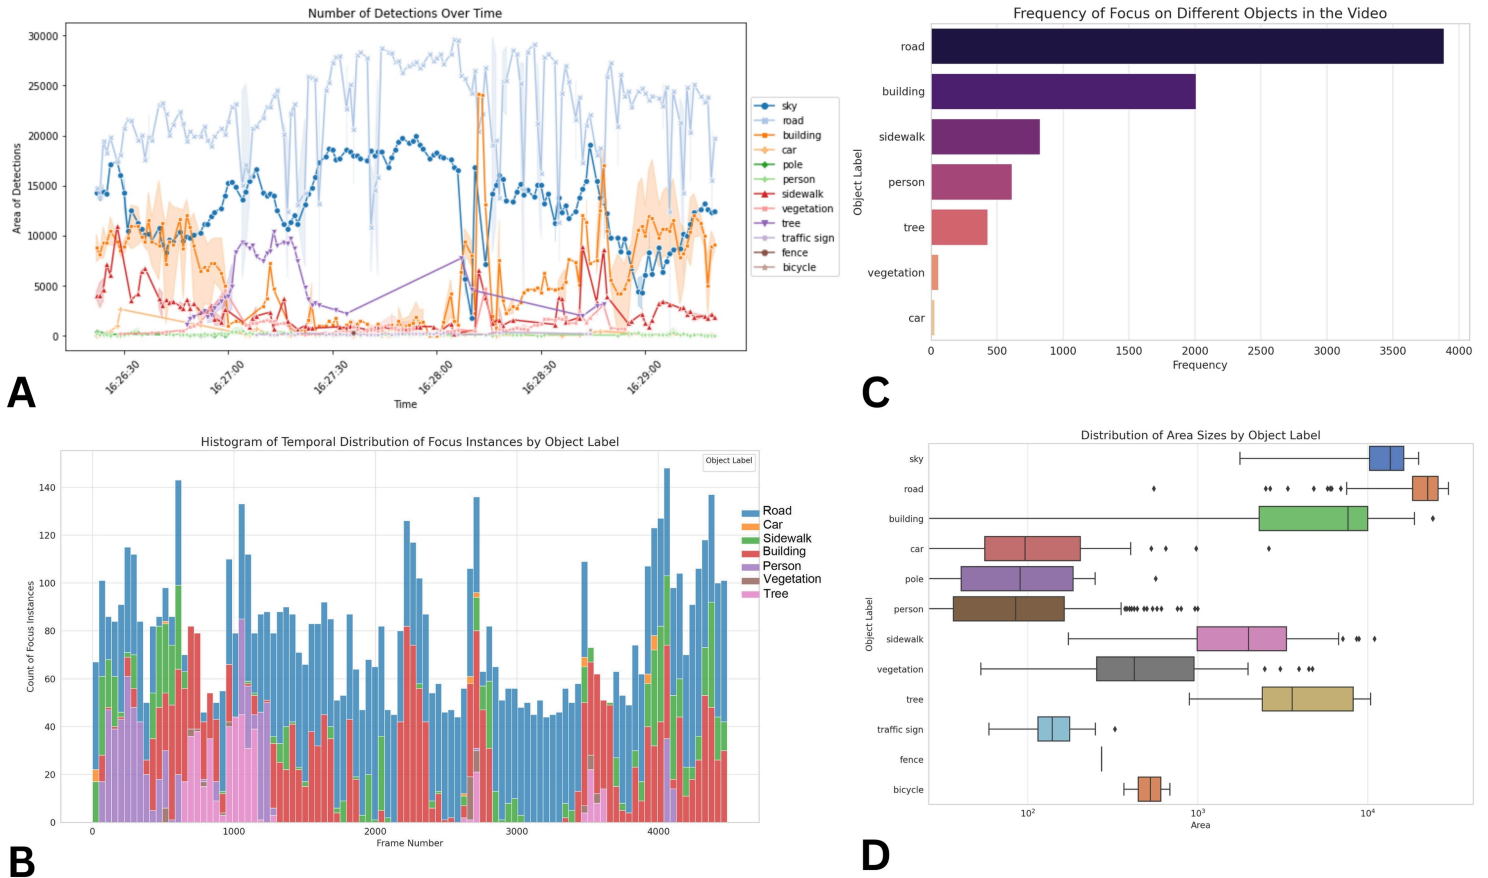 Number of Detections Over Time
Area of Detections
30000
25000
20000
15000
10000
5000
0
16:26:30
16:27:00
16:27:30
16:28:00
16:28:30
16:29:00
Time
sky
road
building
car
pole
person
sidewalk
vegetation
tree
traffic sign
fence
bicycle
A
Frequency of Focus on Different Objects in the Video
Object Label
road
building
sidewalk
person
tree
vegetation
car
0 500 1000 1500 2000 2500 3000 3500 4000
Frequency
C
Histogram of Temporal Distribution of Focus Instances by Object Label
Count of Focus Instances
140
120
100
80
60
40
20
0
0 1000 2000 3000 4000
Frame Number
Object Label
Road
Car
Sidewalk
Building
Person
Vegetation
Tree
B
Distribution of Area Sizes by Object Label
Object Label
sky
road
building
car
pole
person
sidewalk
vegetation
tree
traffic sign
fence
bicycle
10² 10³ 10⁴
Area
D